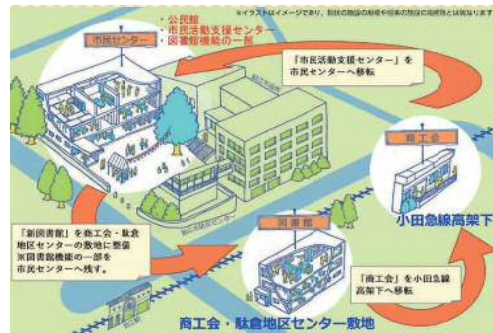 ※イラストはイメージであり、現状の施設の規模や将来の施設の規模等とは異なります
・公民館
・市民活動支援センター
・図書館機能の一部
市民センター
「市民活動支援センター」を
市民センターへ移転
商工会
小田急線高架下
「新図書館」を商工会・駄倉
地区センターの敷地に整備
※図書館機能の一部を
市民センターへ残す。
図書館
「商工会」を小田急線
高架下へ移転
商工会・駄倉地区センター敷地